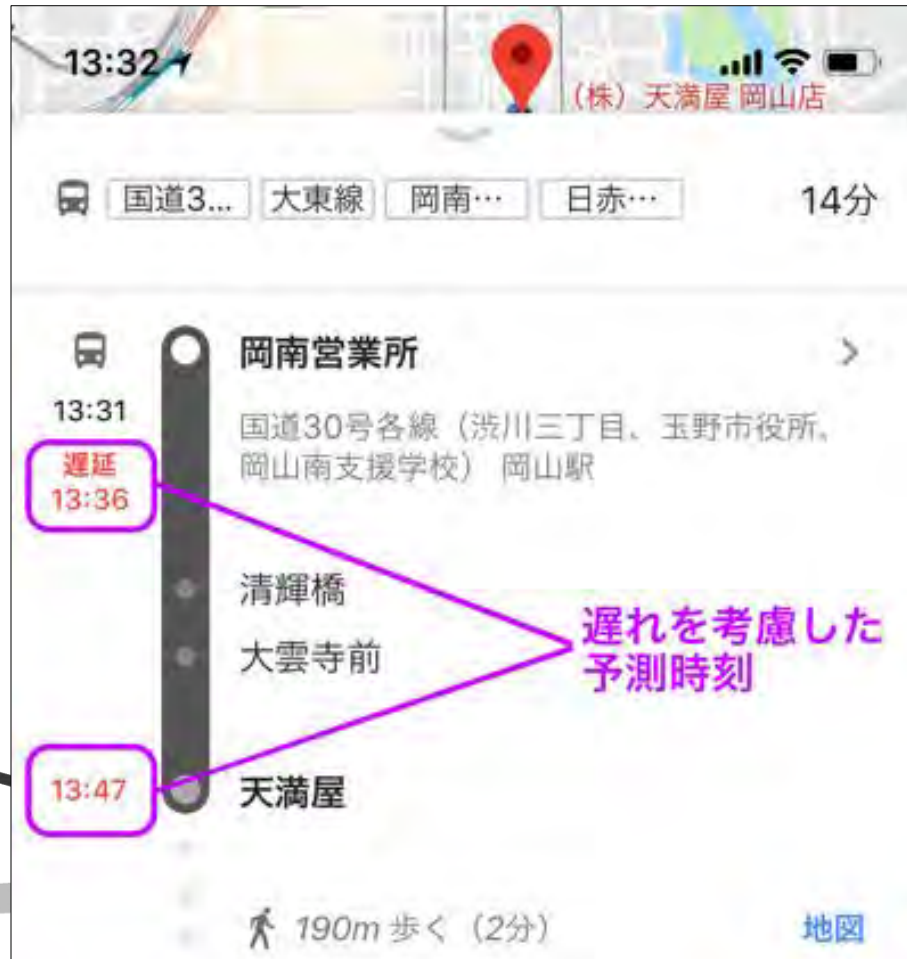 13:32
(株) 天満屋 岡山店
国道3... 大東線 岡南… 日赤… 14分
岡南営業所
13:31
国道30号各線（渋川三丁目、玉野市役所、
岡山南支援学校） 岡山駅
遅延
13:36
清輝橋
大雲寺前
遅れを考慮した
予測時刻
13:47
天満屋
190m 歩く（2分）
地図